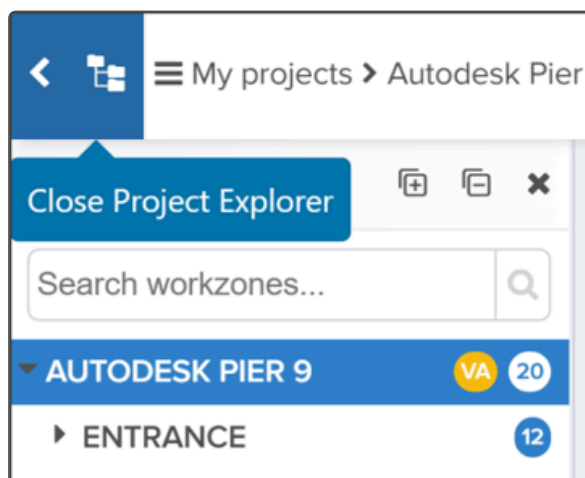 My projects > Autodesk Pier
Close Project Explorer
Search workzones...
AUTODESK PIER 9 VA 20
ENTRANCE 12